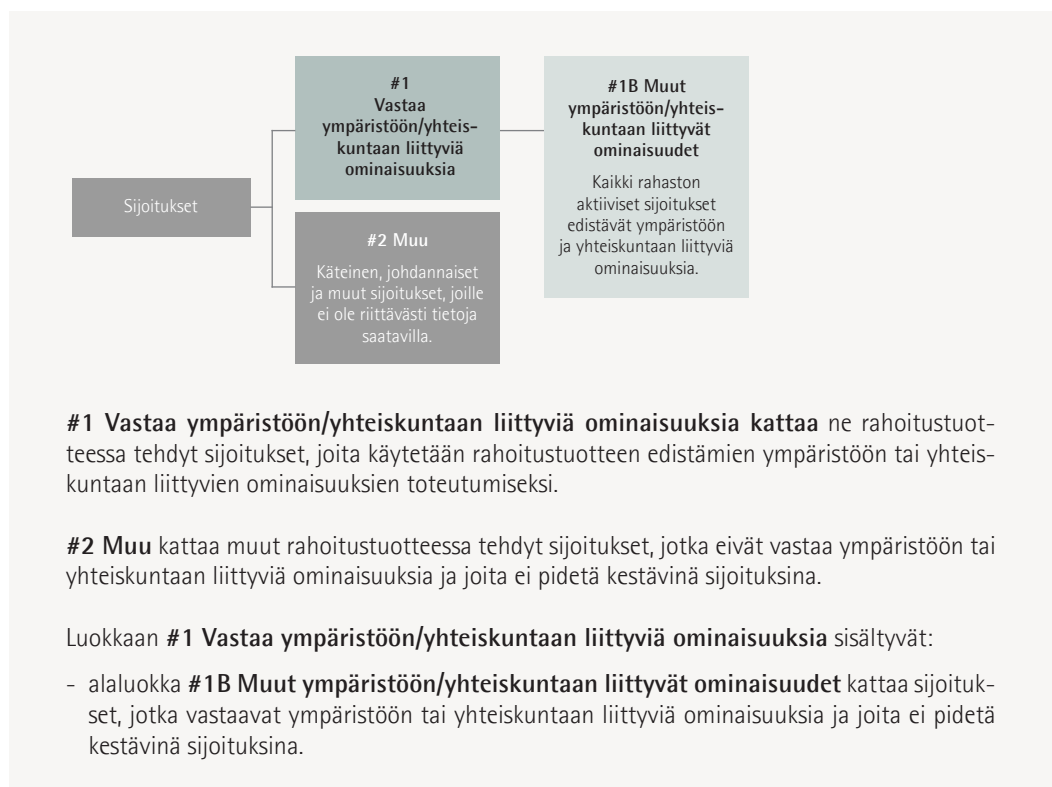 Sijoitukset
#1
Vastaa
ympäristöön/yhteis-
kuntaan liittyviä
ominaisuuksia
#2 Muu
Käteinen, johdannaiset
ja muut sijoitukset, joille
ei ole riittävästi tietoja
saatavilla.
#1B Muut
ympäristöön/yhteis-
kuntaan liittyvät
ominaisuudet
Kaikki rahaston
aktiiviset sijoitukset
edistävät ympäristöön
ja yhteiskuntaan liittyviä
ominaisuuksia.
#1 Vastaa ympäristöön/yhteiskuntaan liittyviä ominaisuuksia kattaa ne rahoitustuot-
teessa tehdyt sijoitukset, joita käytetään rahoitustuotteen edistämien ympäristöön tai yhteis-
kuntaan liittyvien ominaisuuksien toteutumiseksi.
#2 Muu kattaa muut rahoitustuotteessa tehdyt sijoitukset, jotka eivät vastaa ympäristöön tai
yhteiskuntaan liittyviä ominaisuuksia ja joita ei pidetä kestävinä sijoituksina.
Luokkaan #1 Vastaa ympäristöön/yhteiskuntaan liittyviä ominaisuuksia sisältyvät:
- alaluokka #1B Muut ympäristöön/yhteiskuntaan liittyvät ominaisuudet kattaa sijoituk-
set, jotka vastaavat ympäristöön tai yhteiskuntaan liittyviä ominaisuuksia ja joita ei pidetä
kestävinä sijoituksina.